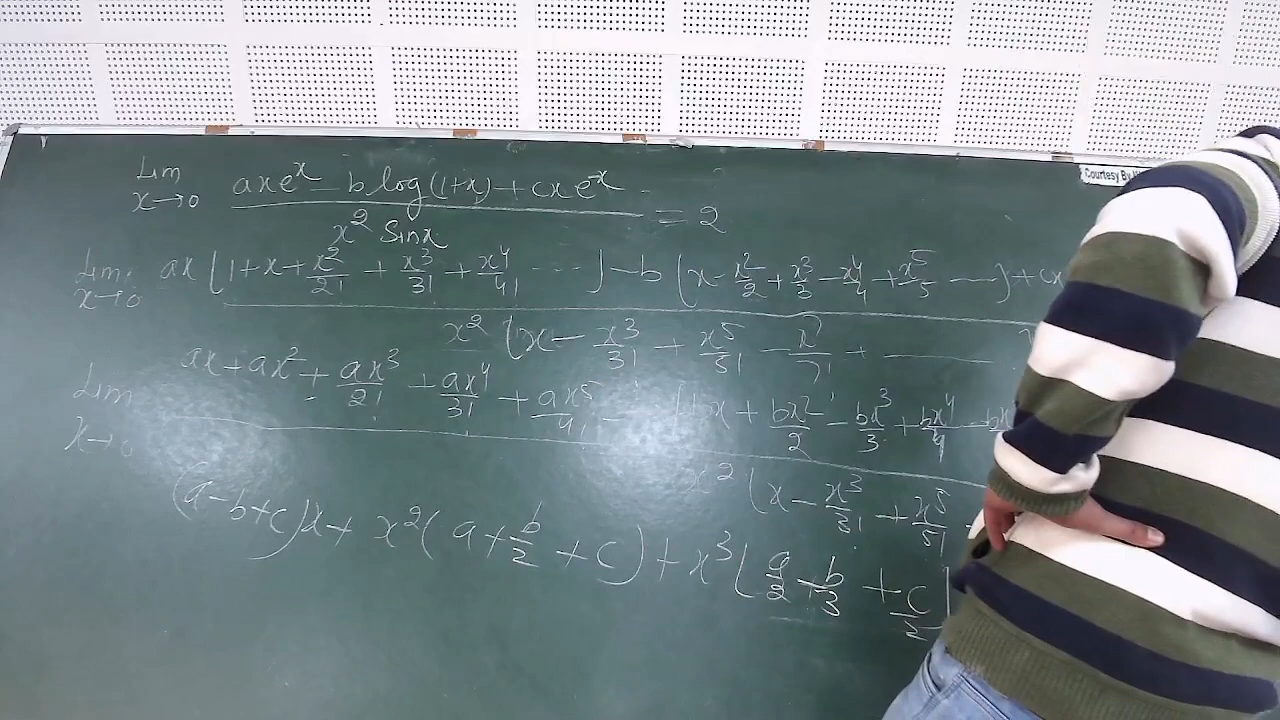 Courtesy By
Lim x→0 (axe^x - b log(1+x) + cxe^-x) / (x² Sinx) = 2
Lim x→0 ax [1+x+x²/2! + x³/3! + x⁴/4! ----] - b [x - x²/2 + x³/3 - x⁴/4 + x⁵/5 ----] + cx
x² (x - x³/3! + x⁵/5! - x⁷/7! + ----
Lim x→0 ax + ax² + ax³/2! + ax⁴/3! + ax⁵/4! - bx + bx²/2 - bx³/3 + bx⁴/4 - bx
x² (x - x³/3! + x⁵/5!
(a-b+c)x + x²(a + b/2 + c) + x³(a/2 - b/3 + c/2